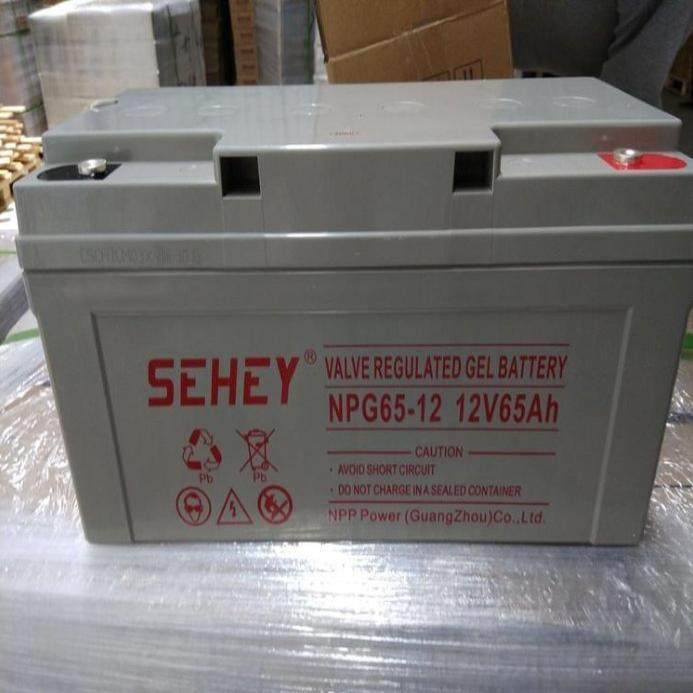 SEHEY®
VALVE REGULATED GEL BATTERY
NPG65-12 12V65Ah
Pb
Pb
CAUTION
· AVOID SHORT CIRCUIT
· DO NOT CHARGE IN A SEALED CONTAINER
NPP Power (GuangZhou)Co.,Ltd.